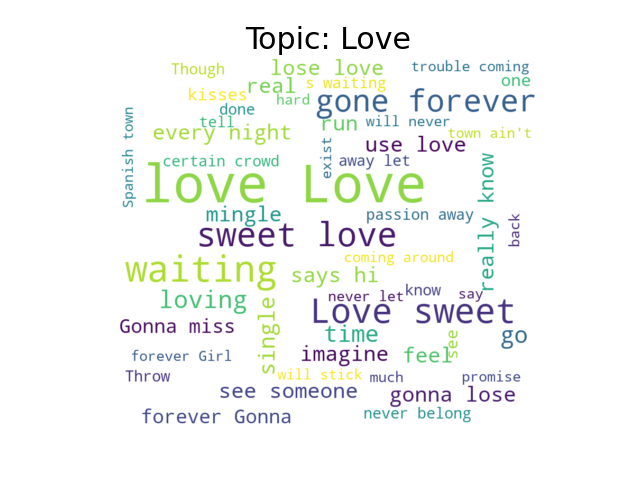 Topic: Love
Though
lose love
trouble coming
real
s waiting
one
kisses
hard
gone forever
done
tell
run
will never
every night
town ain't
Spanish town
exist
use love
certain crowd
away let
love Love
really know
mingle
passion away
back
sweet love
coming around
waiting
says hi
loving
never let
know
say
single
Love sweet
Gonna miss
time
see
go
forever Girl
imagine
feel
Throw
will stick
much
promise
see someone
gonna lose
forever Gonna
never belong